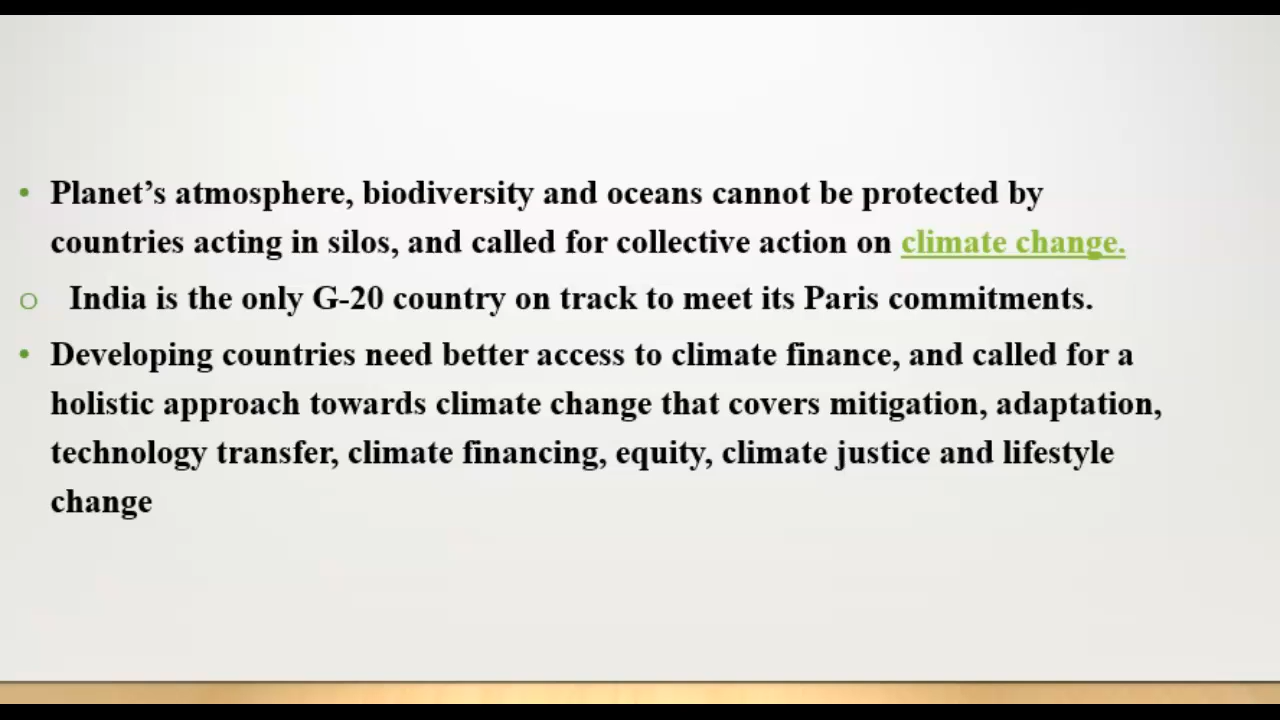 • Planet’s atmosphere, biodiversity and oceans cannot be protected by
countries acting in silos, and called for collective action on climate change.
o India is the only G-20 country on track to meet its Paris commitments.
• Developing countries need better access to climate finance, and called for a
holistic approach towards climate change that covers mitigation, adaptation,
technology transfer, climate financing, equity, climate justice and lifestyle
change